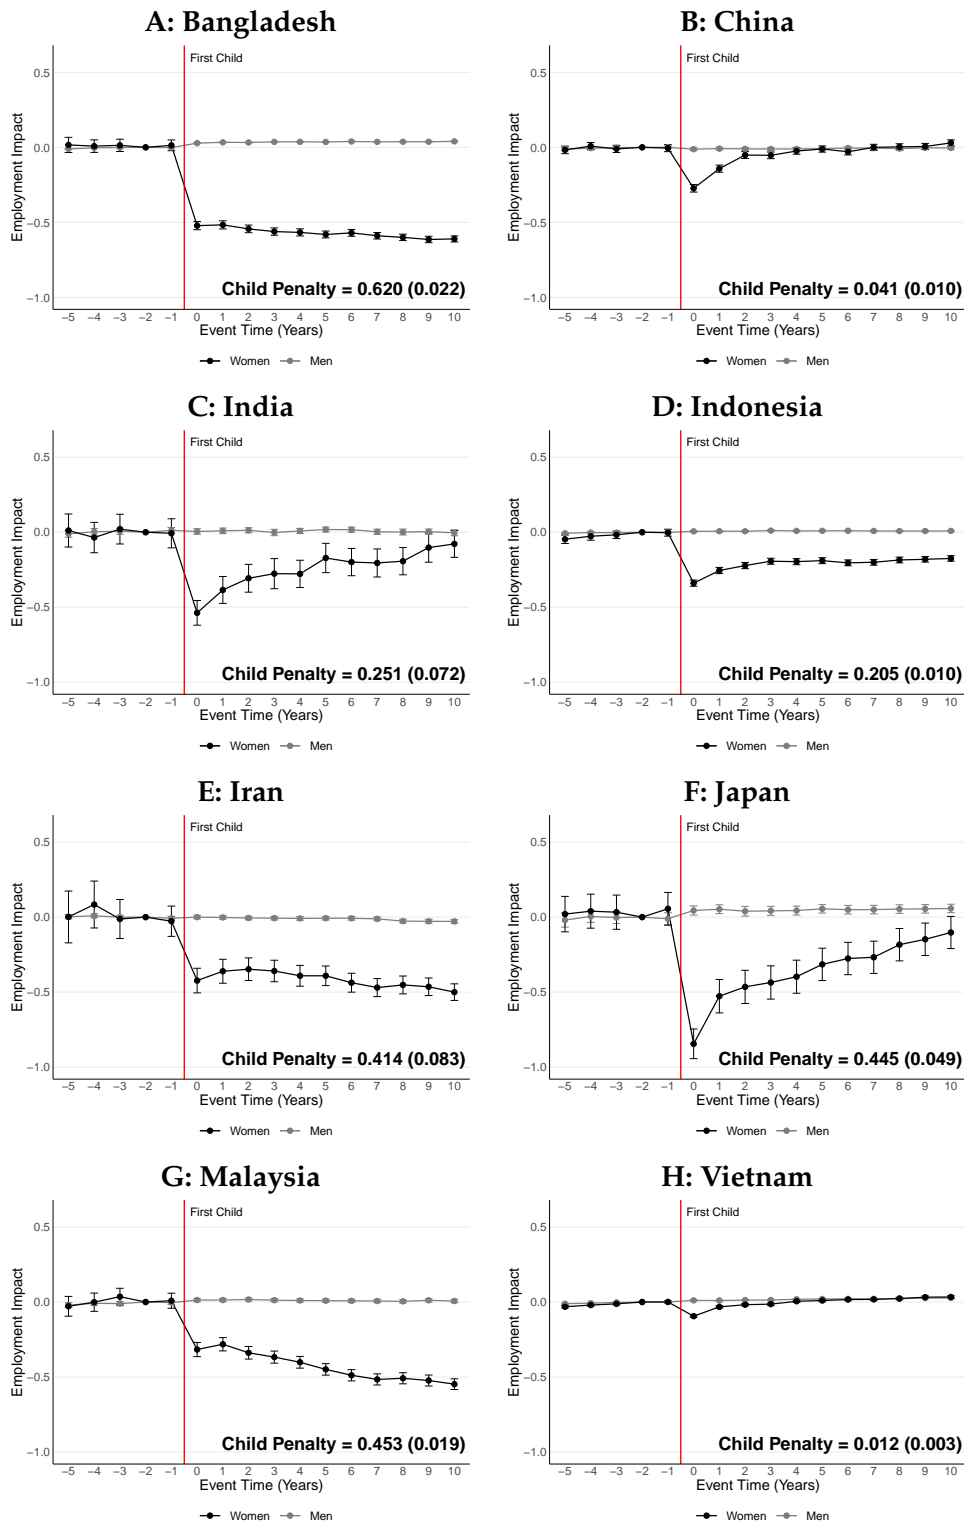 A: Bangladesh
First Child
Employment Impact
0.5
0.0
−0.5
−1.0
Child Penalty = 0.620 (0.022)
−5 −4 −3 −2 −1 0 1 2 3 4 5 6 7 8 9 10
Event Time (Years)
Women Men
B: China
First Child
Employment Impact
0.5
0.0
−0.5
−1.0
Child Penalty = 0.041 (0.010)
−5 −4 −3 −2 −1 0 1 2 3 4 5 6 7 8 9 10
Event Time (Years)
Women Men
C: India
First Child
Employment Impact
0.5
0.0
−0.5
−1.0
Child Penalty = 0.251 (0.072)
−5 −4 −3 −2 −1 0 1 2 3 4 5 6 7 8 9 10
Event Time (Years)
Women Men
D: Indonesia
First Child
Employment Impact
0.5
0.0
−0.5
−1.0
Child Penalty = 0.205 (0.010)
−5 −4 −3 −2 −1 0 1 2 3 4 5 6 7 8 9 10
Event Time (Years)
Women Men
E: Iran
First Child
Employment Impact
0.5
0.0
−0.5
−1.0
Child Penalty = 0.414 (0.083)
−5 −4 −3 −2 −1 0 1 2 3 4 5 6 7 8 9 10
Event Time (Years)
Women Men
F: Japan
First Child
Employment Impact
0.5
0.0
−0.5
−1.0
Child Penalty = 0.445 (0.049)
−5 −4 −3 −2 −1 0 1 2 3 4 5 6 7 8 9 10
Event Time (Years)
Women Men
G: Malaysia
First Child
Employment Impact
0.5
0.0
−0.5
−1.0
Child Penalty = 0.453 (0.019)
−5 −4 −3 −2 −1 0 1 2 3 4 5 6 7 8 9 10
Event Time (Years)
Women Men
H: Vietnam
First Child
Employment Impact
0.5
0.0
−0.5
−1.0
Child Penalty = 0.012 (0.003)
−5 −4 −3 −2 −1 0 1 2 3 4 5 6 7 8 9 10
Event Time (Years)
Women Men